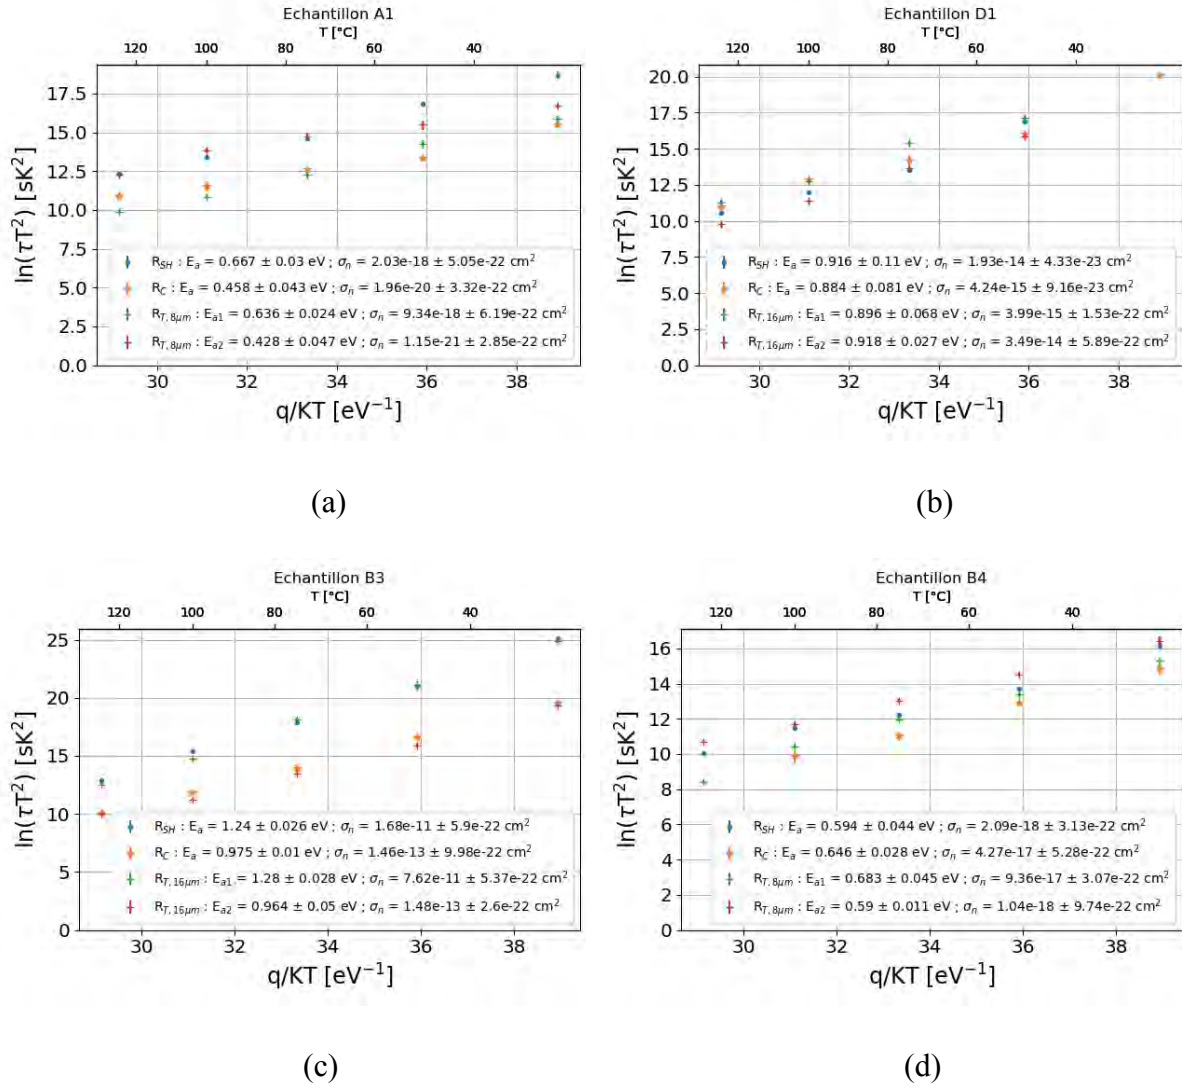 Echantillon A1
T [°C]
120 100 80 60 40
17.5
15.0
12.5
10.0
7.5
5.0
2.5
0.0
ln(τT²) [sK²]
R_SH : E_a = 0.667 ± 0.03 eV ; σ_n = 2.03e-18 ± 5.05e-22 cm²
R_C : E_a = 0.458 ± 0.043 eV ; σ_n = 1.96e-20 ± 3.32e-22 cm²
R_T,8μm : E_a1 = 0.636 ± 0.024 eV ; σ_n = 9.34e-18 ± 6.19e-22 cm²
R_T,8μm : E_a2 = 0.428 ± 0.047 eV ; σ_n = 1.15e-21 ± 2.85e-22 cm²
30 32 34 36 38
q/KT [eV⁻¹]
(a)
Echantillon D1
T [°C]
120 100 80 60 40
20.0
17.5
15.0
12.5
10.0
7.5
5.0
2.5
0.0
ln(τT²) [sK²]
R_SH : E_a = 0.916 ± 0.11 eV ; σ_n = 1.93e-14 ± 4.33e-23 cm²
R_C : E_a = 0.884 ± 0.081 eV ; σ_n = 4.24e-15 ± 9.16e-23 cm²
R_T,16μm : E_a1 = 0.896 ± 0.068 eV ; σ_n = 3.99e-15 ± 1.53e-22 cm²
R_T,16μm : E_a2 = 0.918 ± 0.027 eV ; σ_n = 3.49e-14 ± 5.89e-22 cm²
30 32 34 36 38
q/KT [eV⁻¹]
(b)
Echantillon B3
T [°C]
120 100 80 60 40
25
20
15
10
5
0
ln(τT²) [sK²]
R_SH : E_a = 1.24 ± 0.026 eV ; σ_n = 1.68e-11 ± 5.9e-22 cm²
R_C : E_a = 0.975 ± 0.01 eV ; σ_n = 1.46e-13 ± 9.98e-22 cm²
R_T,16μm : E_a1 = 1.28 ± 0.028 eV ; σ_n = 7.62e-11 ± 5.37e-22 cm²
R_T,16μm : E_a2 = 0.964 ± 0.05 eV ; σ_n = 1.48e-13 ± 2.6e-22 cm²
30 32 34 36 38
q/KT [eV⁻¹]
(c)
Echantillon B4
T [°C]
120 100 80 60 40
16
14
12
10
8
6
4
2
0
ln(τT²) [sK²]
R_SH : E_a = 0.594 ± 0.044 eV ; σ_n = 2.09e-18 ± 3.13e-22 cm²
R_C : E_a = 0.646 ± 0.028 eV ; σ_n = 4.27e-17 ± 5.28e-22 cm²
R_T,8μm : E_a1 = 0.683 ± 0.045 eV ; σ_n = 9.36e-17 ± 3.07e-22 cm²
R_T,8μm : E_a2 = 0.59 ± 0.011 eV ; σ_n = 1.04e-18 ± 9.74e-22 cm²
30 32 34 36 38
q/KT [eV⁻¹]
(d)